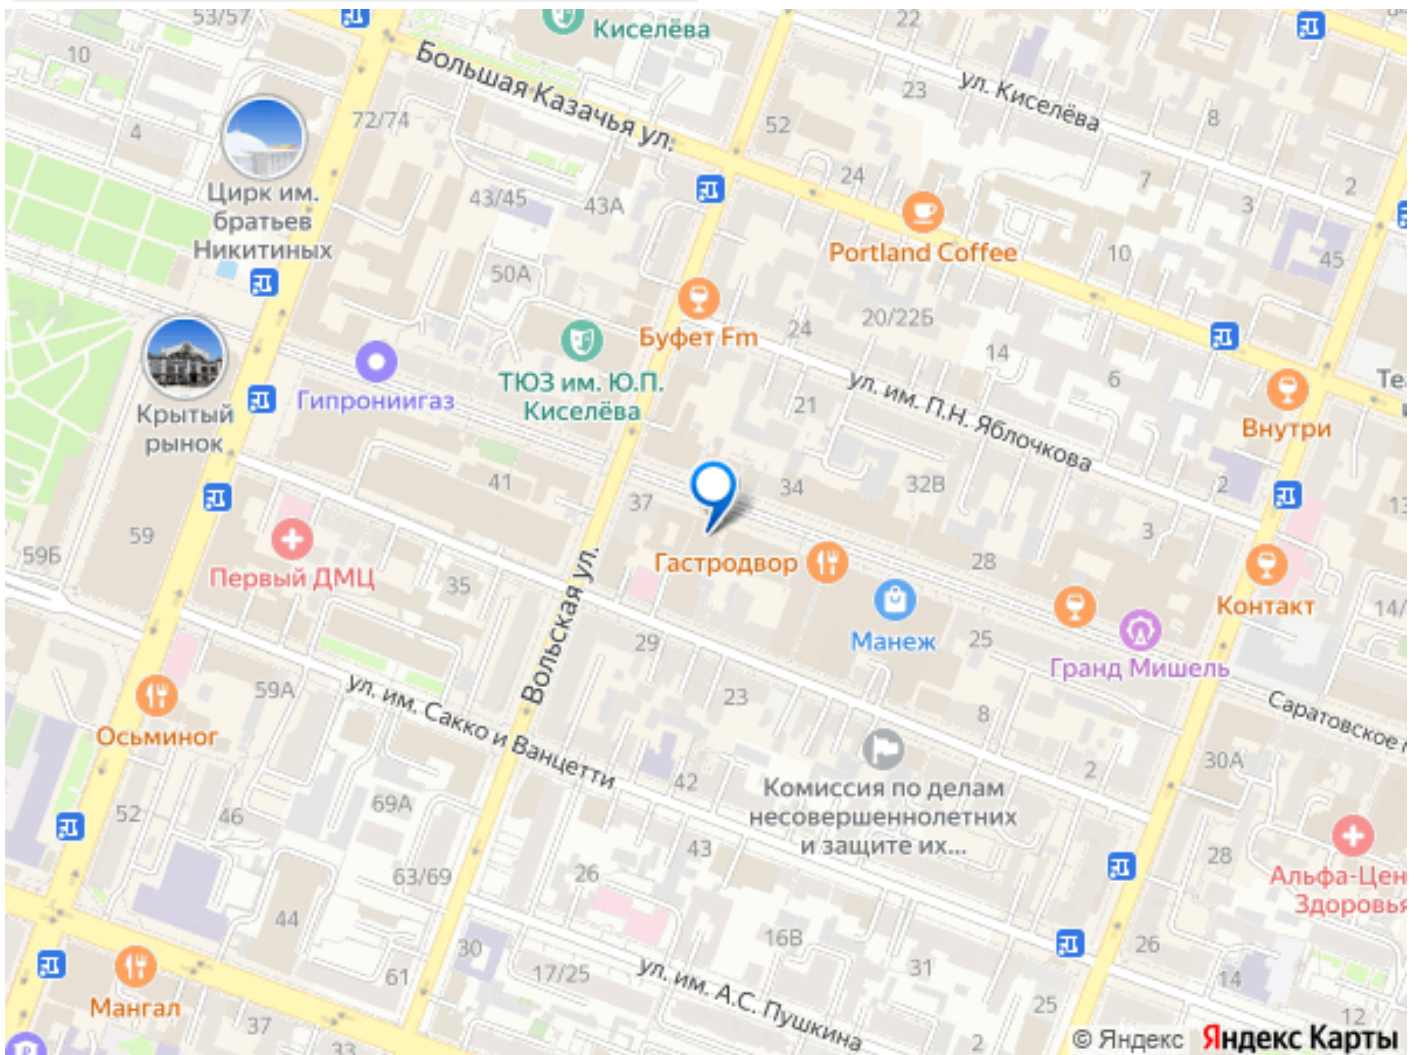 53/57
Киселёва
22
10
Большая Казачья ул.
ул. Киселёва
23
72/74
52
8
4
24
7
2
Цирк им.
братьев
Никитиных
43/45
43А
3
Portland Coffee
10
45
50А
Буфет Fm
24
20/22Б
14
ТЮЗ им. Ю.П.
Киселёва
Гипрониигаз
ул. им. П.Н. Яблочкова
6
Крытый
рынок
21
Внутри
41
37
34
32В
2
13
59
59Б
3
Первый ДМЦ
35
Гастродвор
28
Вольская ул.
Контакт
14/
29
Манеж
25
Гранд Мишель
59А
ул. им. Сакко и Ванцетти
23
8
Саратовское
Осьминог
42
2
30А
Комиссия по делам
несовершеннолетних
и защите их...
52
46
69А
43
28
Альфа-Цен
Здоровья
63/69
26
44
16В
30
26
61
17/25
ул. им. А.С. Пушкина
31
14
Мангал
25
37
33
2
12
© Яндекс Яндекс Карты